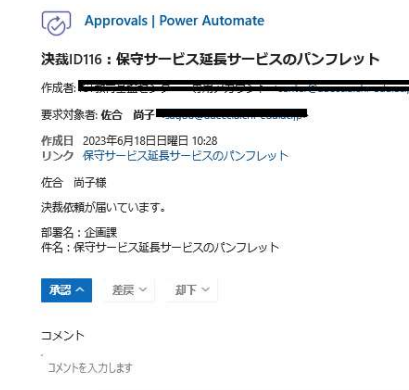 Approvals | Power Automate
決裁ID116：保守サービス延長サービスのパンフレット
作成者:
要求対象者: 佐合 尚子
作成日 2023年6月18日日曜日 10:28
リンク 保守サービス延長サービスのパンフレット
佐合 尚子様
決裁依頼が届いています。
部署名：企画課
件名：保守サービス延長サービスのパンフレット
承認 差戻 却下
コメント
コメントを入力します